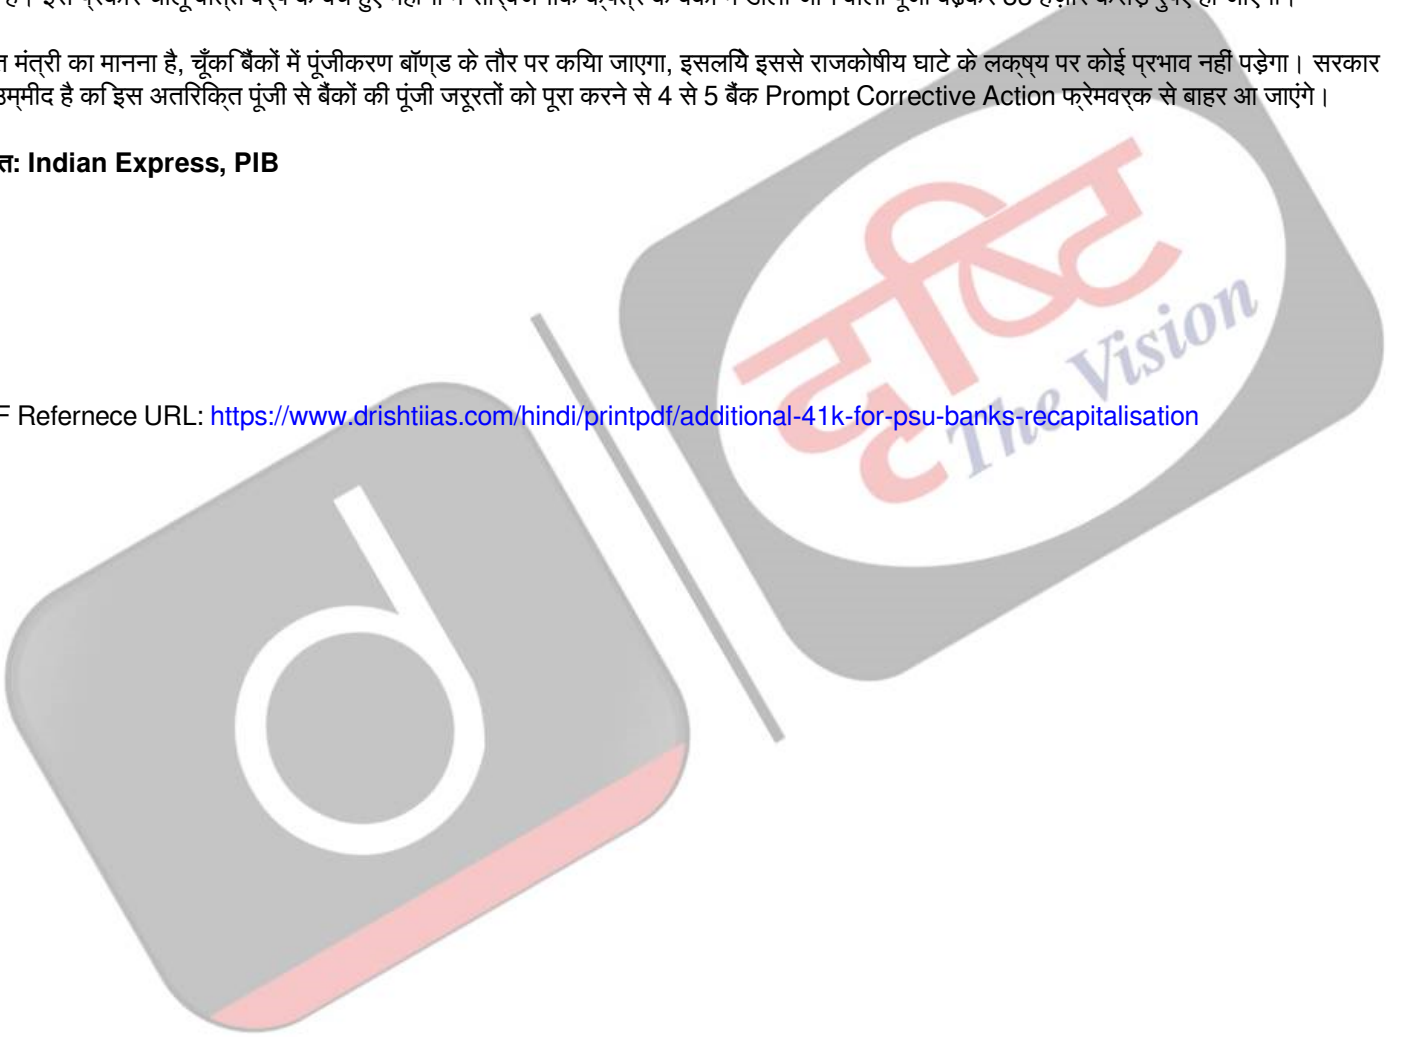 मंत्री का मानना है, चूँकि बैंकों में पूंजीकरण बॉण्ड के तौर पर किया जाएगा, इसलिये इससे राजकोषीय घाटे के लक्ष्य पर कोई प्रभाव नहीं पड़ेगा। सरकार
उम्मीद है कि इस अतिरिक्त पूंजी से बैंकों की पूंजी जरूरतों को पूरा करने से 4 से 5 बैंक Prompt Corrective Action फ्रेमवर्क से बाहर आ जाएंगे।
Indian Express, PIB
दृष्टि
The Vision
F Refernece URL: https://www.drishtiias.com/hindi/printpdf/additional-41k-for-psu-banks-recapitalisation
d